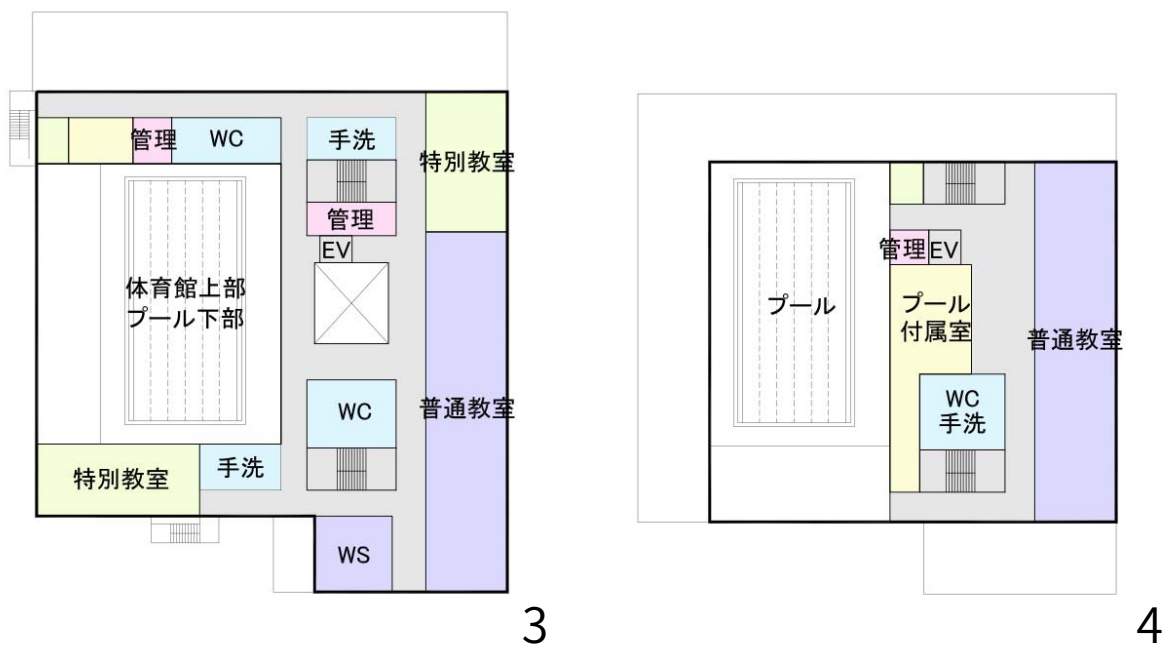 管理
WC
手洗
特別教室
管理
EV
体育館上部
プール下部
普通教室
WC
特別教室
手洗
WS
3
管理
EV
プール
プール
付属室
普通教室
WC
手洗
4